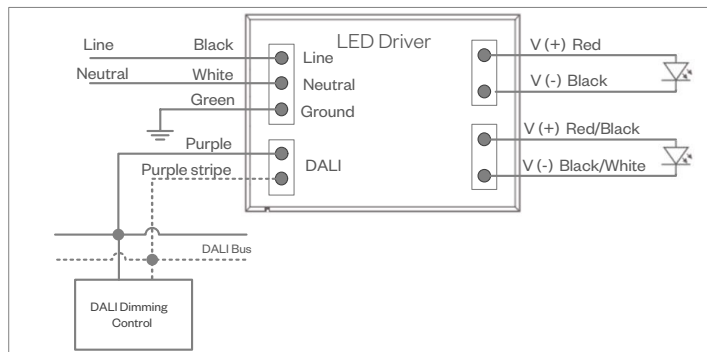 LED Driver
Line Black Line
Neutral White Neutral
Green Ground
Purple
Purple stripe DALI
V (+) Red
V (-) Black
V (+) Red/Black
V (-) Black/White
DALI Bus
DALI Dimming
Control